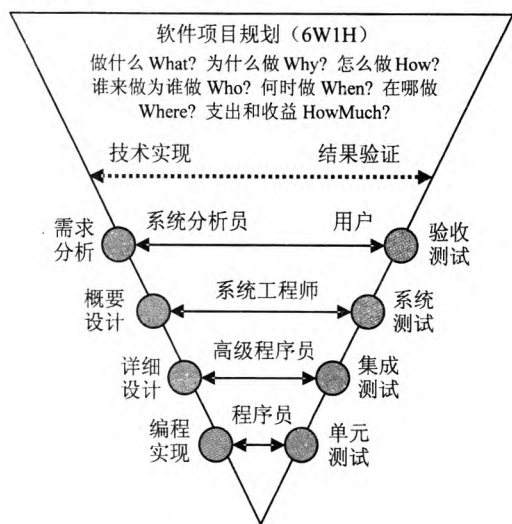 软件项目规划（6W1H）
做什么 What? 为什么做 Why? 怎么做 How?
谁来做为谁做 Who? 何时做 When? 在哪做
Where? 支出和收益 HowMuch?
技术实现 结果验证
需求
分析
系统分析员 用户
验收
测试
概要
设计
系统工程师
系统
测试
详细
设计
高级程序员
集成
测试
编程
实现
程序员
单元
测试